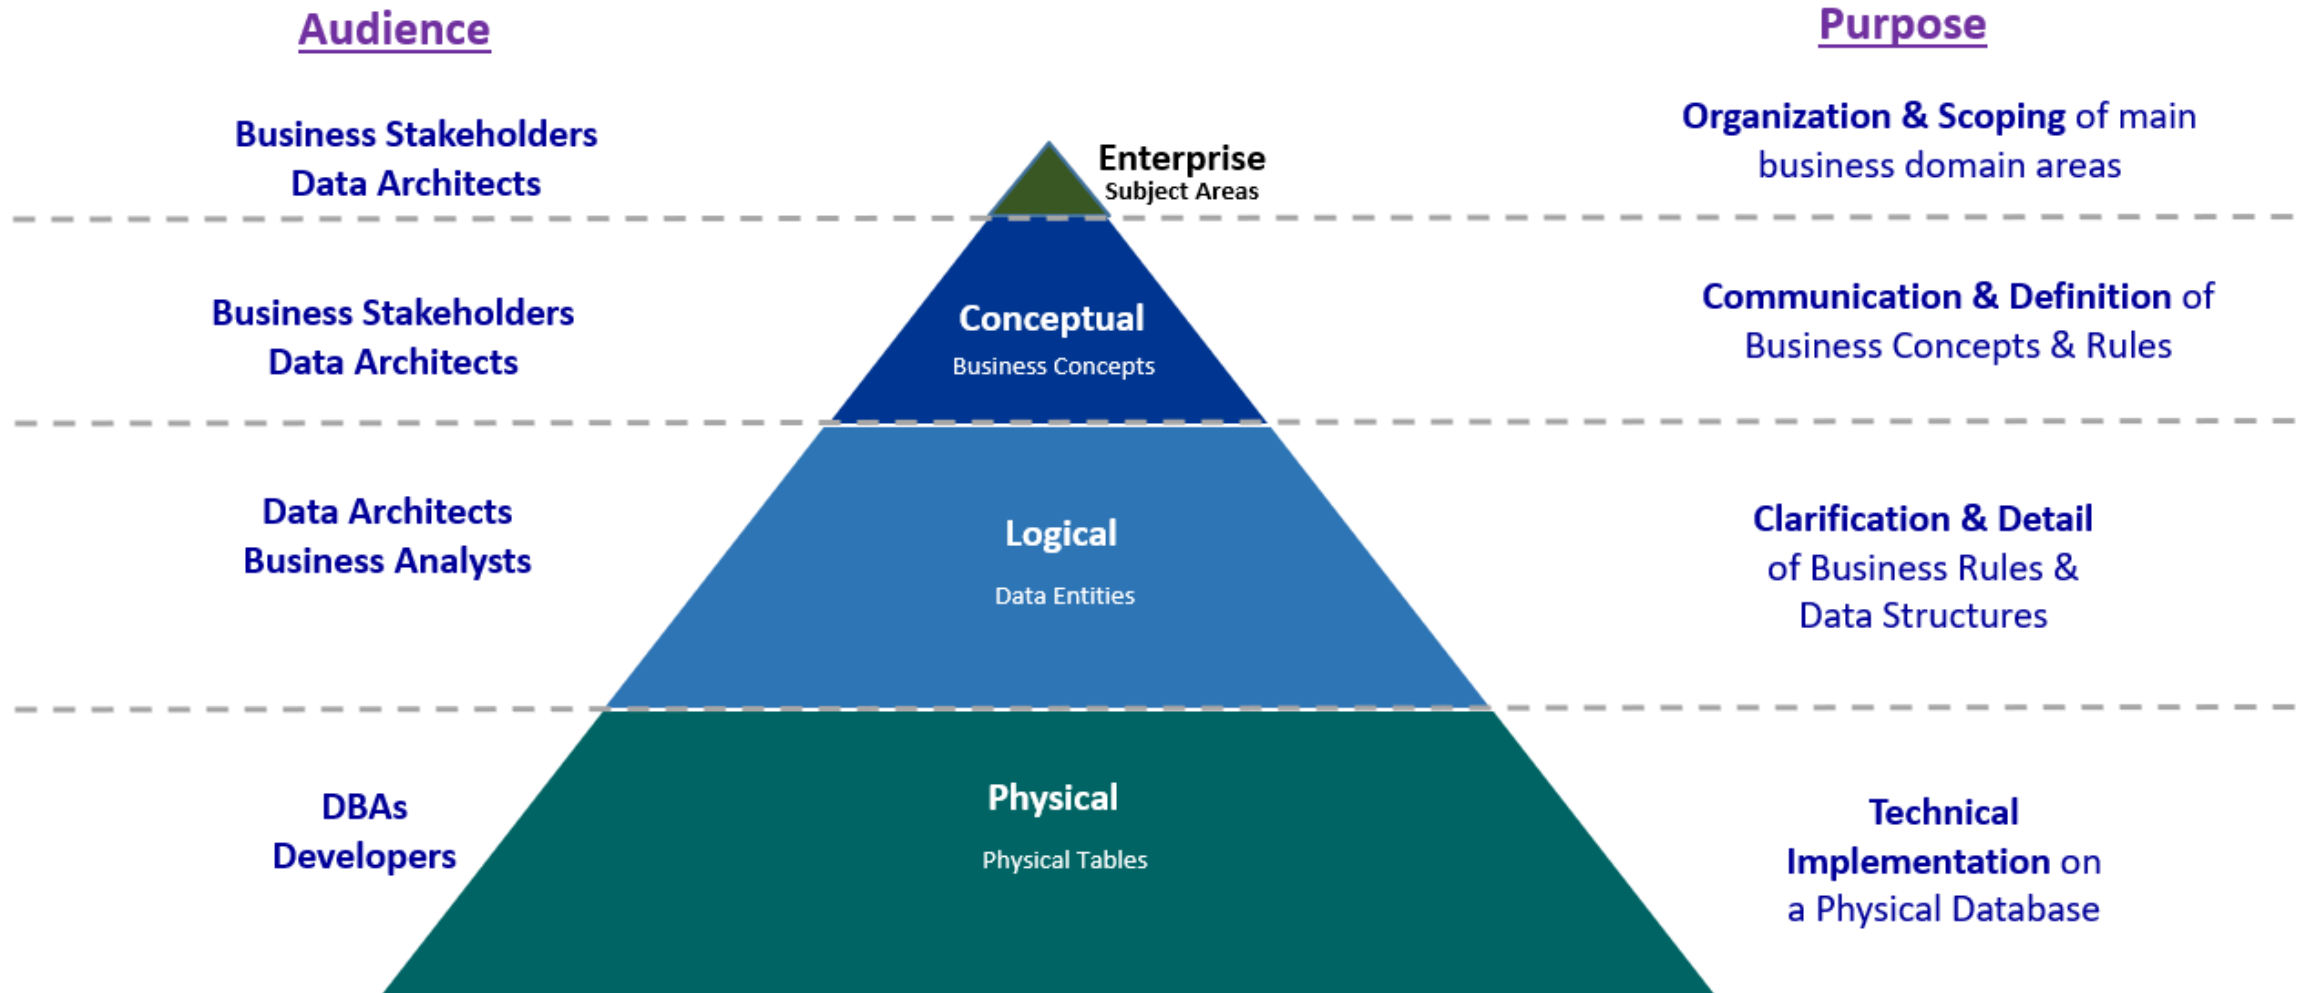 Audience
Purpose
Business Stakeholders
Data Architects
Enterprise
Subject Areas
Organization & Scoping of main
business domain areas
Business Stakeholders
Data Architects
Conceptual
Business Concepts
Communication & Definition of
Business Concepts & Rules
Data Architects
Business Analysts
Logical
Data Entities
Clarification & Detail
of Business Rules &
Data Structures
DBAs
Developers
Physical
Physical Tables
Technical
Implementation on
a Physical Database